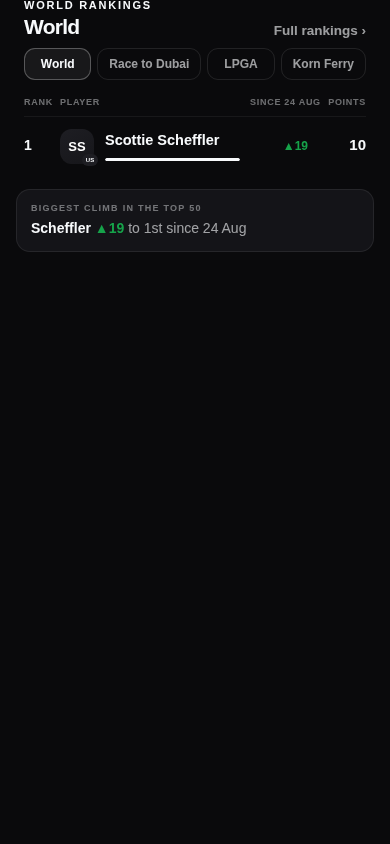 WORLD RANKINGS
World
Full rankings ›
World Race to Dubai LPGA Korn Ferry
RANK PLAYER SINCE 24 AUG POINTS
1 SS US Scottie Scheffler ▲19 10
BIGGEST CLIMB IN THE TOP 50
Scheffler ▲19 to 1st since 24 Aug